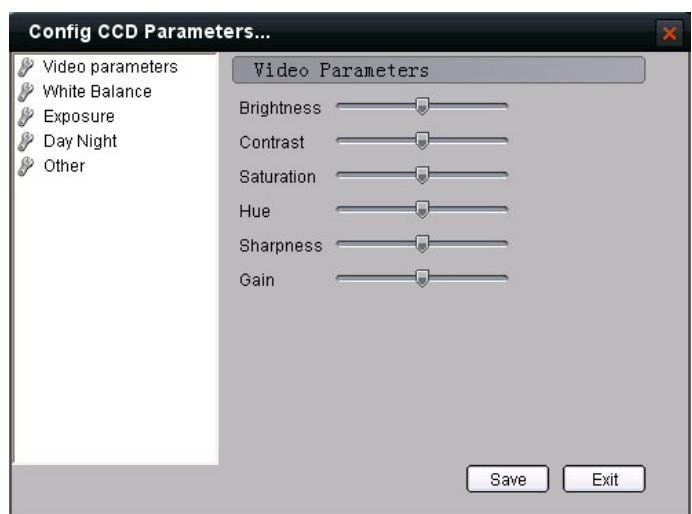 Config CCD Parameters...
Video parameters
White Balance
Exposure
Day Night
Other
Video Parameters
Brightness
Contrast
Saturation
Hue
Sharpness
Gain
Save
Exit